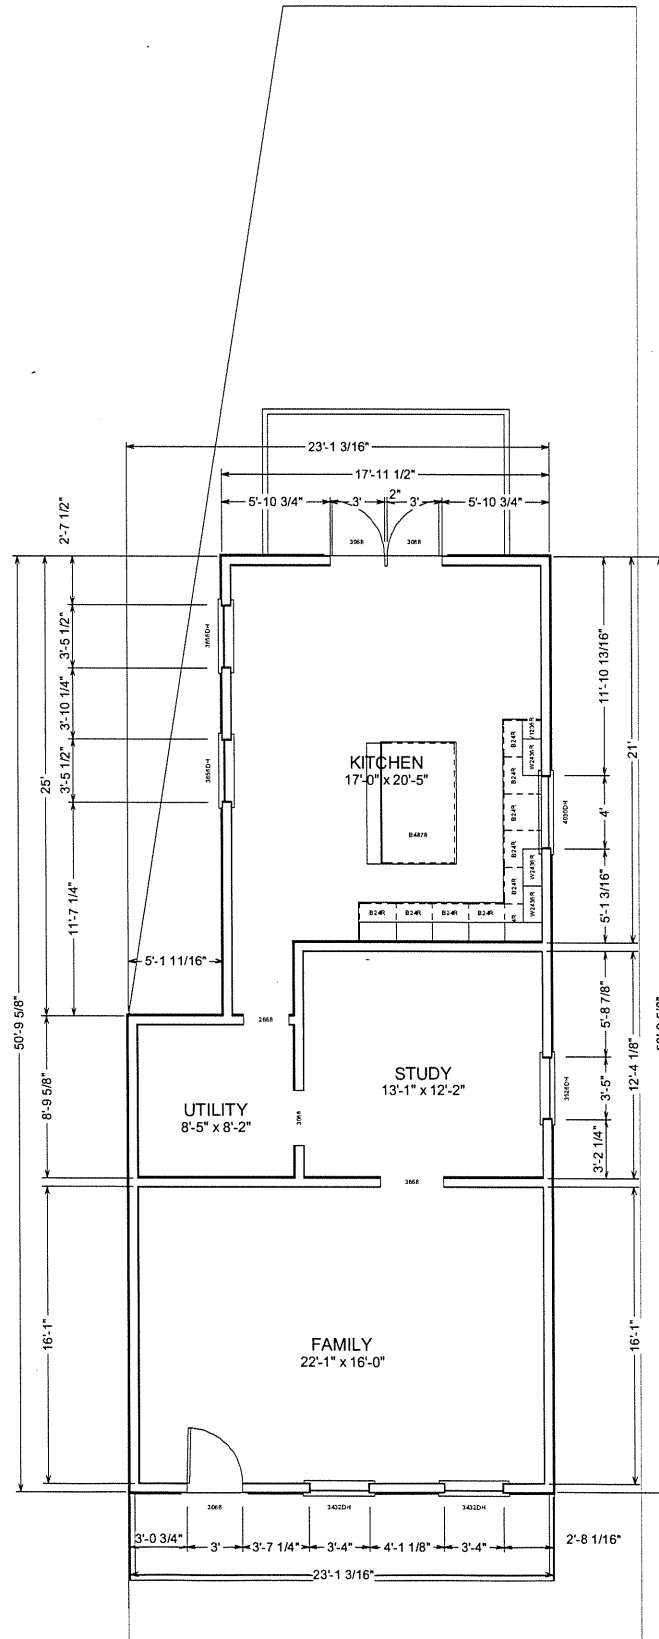 23'-1 3/16"
17'-11 1/2"
5'-10 3/4"
3'
2"
3'
5'-10 3/4"
3068
3068
2'-7 1/2"
3'-5 1/2"
3'-10 1/4"
3'-5 1/2"
11'-7 1/4"
25'
3656DH
3656DH
KITCHEN
17'-0" x 20'-5"
B4878
B24R
B24R
B24R
B24R
B24R
B24R
B24R
B24R
B24R
W1236R
W2436R
W2436R
W2436R
4030DH
11'-10 13/16"
4'
5'-1 3/16"
21'
5'-1 11/16"
2668
50'-9 5/8"
8'-9 5/8"
STUDY
13'-1" x 12'-2"
UTILITY
8'-5" x 8'-2"
3068
3668
3528DH
5'-8 7/8"
3'-5"
3'-2 1/4"
12'-4 1/8"
16'-1"
FAMILY
22'-1" x 16'-0"
16'-1"
3068
3432DH
3432DH
3'-0 3/4"
3'
3'-7 1/4"
3'-4"
4'-1 1/8"
3'-4"
2'-8 1/16"
23'-1 3/16"